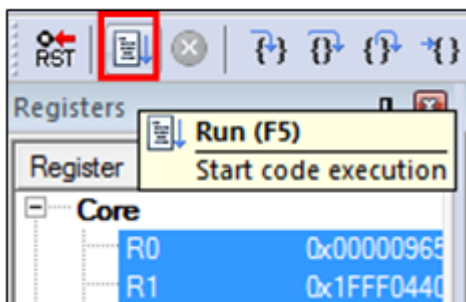 RST
{} {} {} {}
Registers
Run (F5)
Register
Start code execution
Core
R0 0x00000965
R1 0x1FFF0440